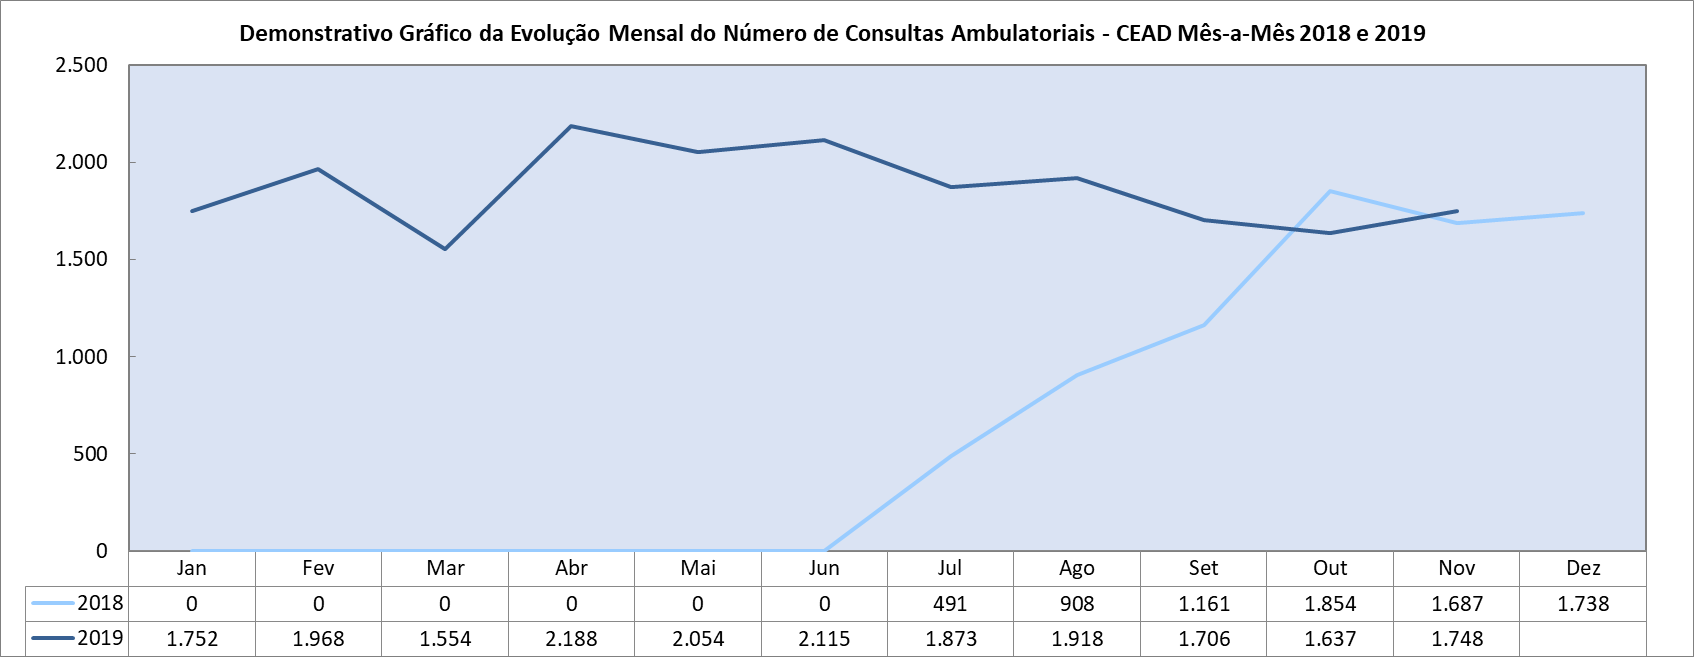 Demonstrativo Gráfico da Evolução Mensal do Número de Consultas Ambulatoriais - CEAD Mês-a-Mês 2018 e 2019
2.500
2.000
1.500
1.000
500
0
Jan Fev Mar Abr Mai Jun Jul Ago Set Out Nov Dez
2018 0 0 0 0 0 0 491 908 1.161 1.854 1.687 1.738
2019 1.752 1.968 1.554 2.188 2.054 2.115 1.873 1.918 1.706 1.637 1.748